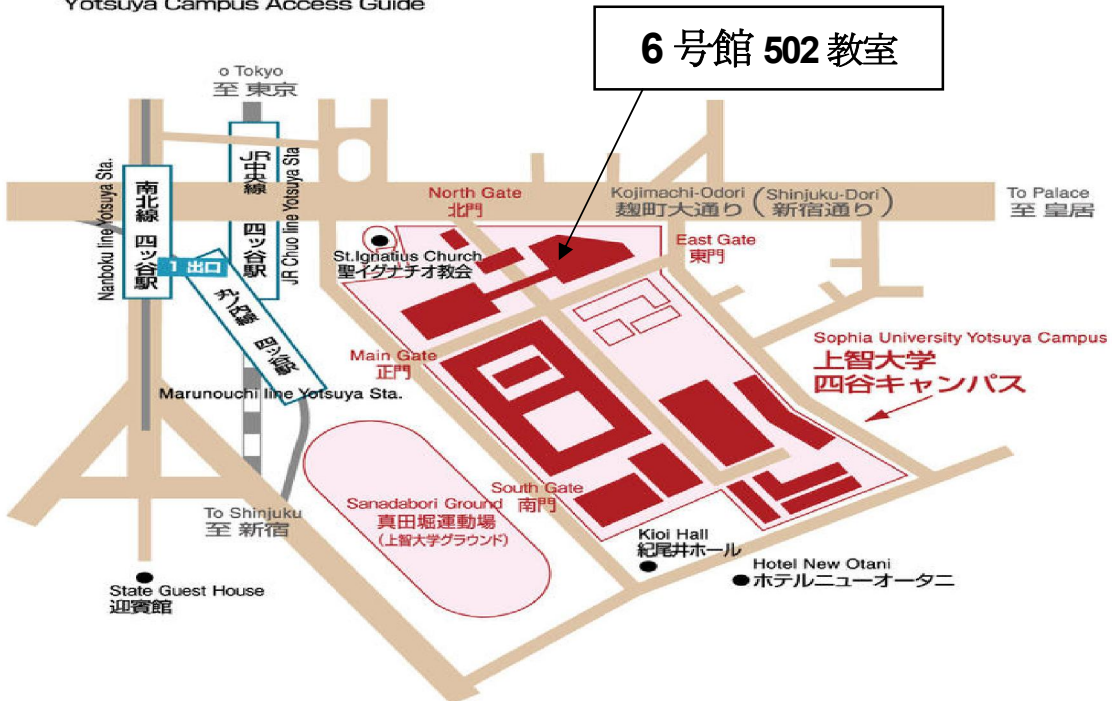 Yotsuya Campus Access Guide
6 号館 502 教室
o Tokyo
至 東京
Nanboku line Yotsuya Sta.
南北線 四ッ谷駅
JR中央線 四ッ谷駅
JR Chuo line Yotsuya Sta
1 出口
丸ノ内線 四ッ谷駅
Marunouchi line Yotsuya Sta.
North Gate
北門
Kojimachi-Odori (Shinjuku-Dori)
麹町大通り(新宿通り)
To Palace
至 皇居
St.Ignatius Church
聖イグナチオ教会
East Gate
東門
Main Gate
正門
Sophia University Yotsuya Campus
上智大学
四谷キャンパス
South Gate
南門
Sanadabori Ground
真田堀運動場
(上智大学グラウンド)
To Shinjuku
至 新宿
Kioi Hall
紀尾井ホール
Hotel New Otani
ホテルニューオータニ
State Guest House
迎賓館